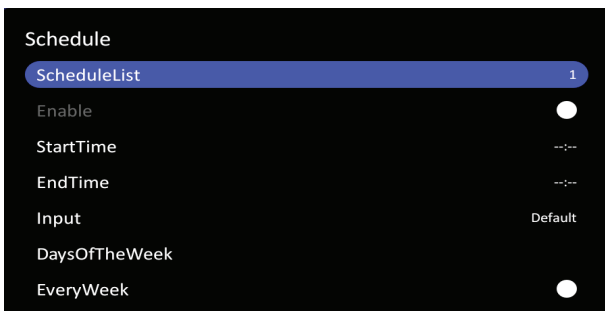 Schedule
ScheduleList 1
Enable
StartTime --:--
EndTime --:--
Input Default
DaysOfTheWeek
EveryWeek